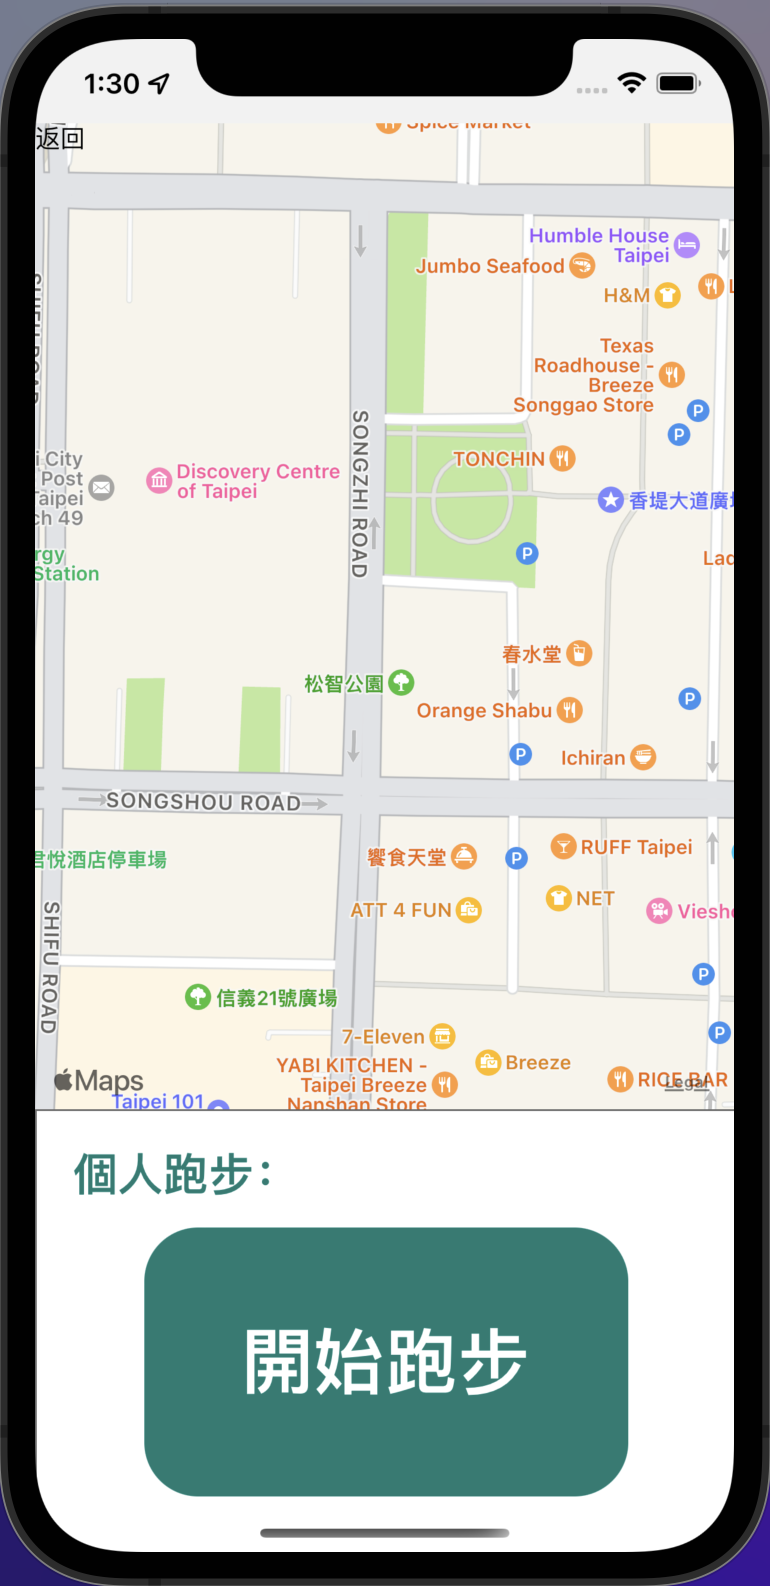 1:30
返回
Spice Market
Humble House
Taipei
Jumbo Seafood
H&M
L
Texas
Roadhouse -
Breeze
Songgao Store
P
P
SHIFU ROAD
SONGZHI ROAD
i City
Post
Taipei
ch 49
Discovery Centre
of Taipei
TONCHIN
香堤大道廣場
rgy
Station
P
Lad
春水堂
松智公園
P
Orange Shabu
P
Ichiran
SONGSHOU ROAD
君悅酒店停車場
饗食天堂
P
RUFF Taipei
ATT 4 FUN
NET
Viesho
SHIFU ROAD
信義21號廣場
P
7-Eleven
P
Breeze
YABI KITCHEN -
Taipei Breeze
Nanshan Store
RICE BAR
Legal
Maps
Taipei 101
個人跑步:
開始跑步